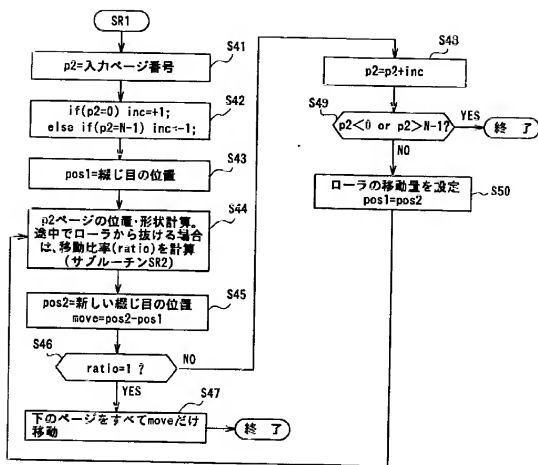 SR1
S41
p2=入力ページ番号
S42
if(p2=0) inc=+1;
else if(p2=N-1) inc=-1;
S43
pos1=綴じ目の位置
S44
p2ページの位置・形状計算。
途中でローラから抜ける場合
は、移動比率(ratio)を計算
(サブルーチンSR2)
S45
pos2=新しい綴じ目の位置
move=pos2-pos1
S46
ratio=1 ?
NO
YES
S47
下のページをすべてmoveだけ
移動
終 了
S48
p2=p2+inc
S49
p2<0 or p2>N-1?
YES
終 了
NO
S50
ローラの移動量を設定
pos1=pos2